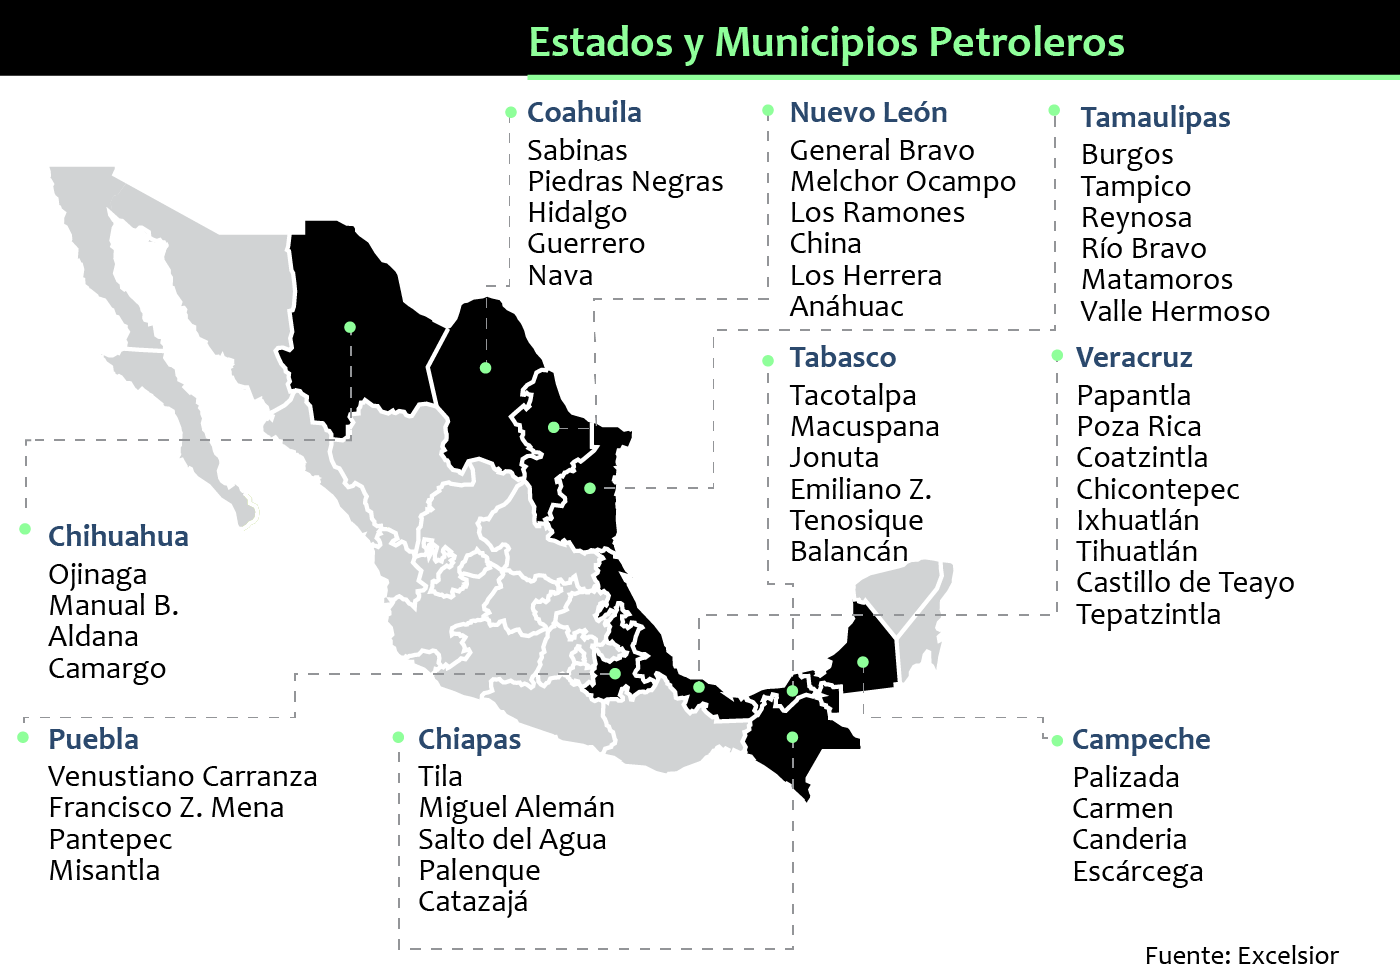 Estados y Municipios Petroleros
Coahuila
Sabinas
Piedras Negras
Hidalgo
Guerrero
Nava
Nuevo León
General Bravo
Melchor Ocampo
Los Ramones
China
Los Herrera
Anáhuac
Tamaulipas
Burgos
Tampico
Reynosa
Río Bravo
Matamoros
Valle Hermoso
Tabasco
Tacotalpa
Macuspana
Jonuta
Emiliano Z.
Tenosique
Balancán
Veracruz
Papantla
Poza Rica
Coatzintla
Chicontepec
Ixhuatlán
Tihuatlán
Castillo de Teayo
Tepatzintla
Chihuahua
Ojinaga
Manual B.
Aldana
Camargo
Puebla
Venustiano Carranza
Francisco Z. Mena
Pantepec
Misantla
Chiapas
Tila
Miguel Alemán
Salto del Agua
Palenque
Catazajá
Campeche
Palizada
Carmen
Canderia
Escárcega
Fuente: Excelsior